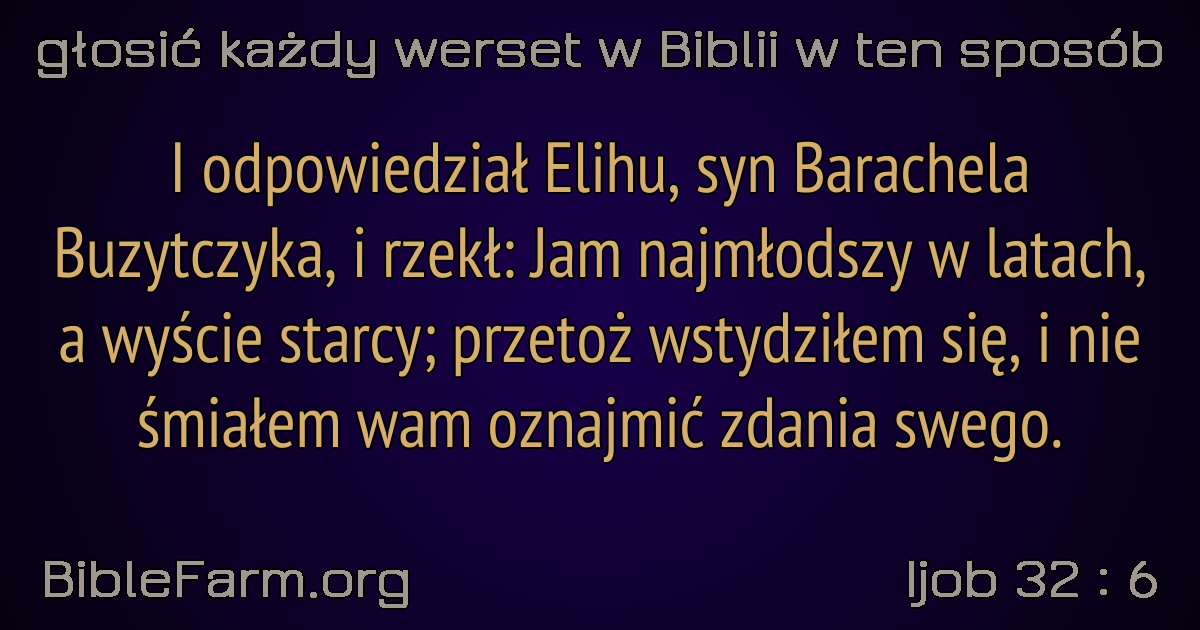 głosić każdy werset w Biblii w ten sposób
I odpowiedział Elihu, syn Barachela
Buzytczyka, i rzekł: Jam najmłodszy w latach,
a wyście starcy; przetoż wstydziłem się, i nie
śmiałem wam oznajmić zdania swego.
BibleFarm.org
Ijob 32 : 6